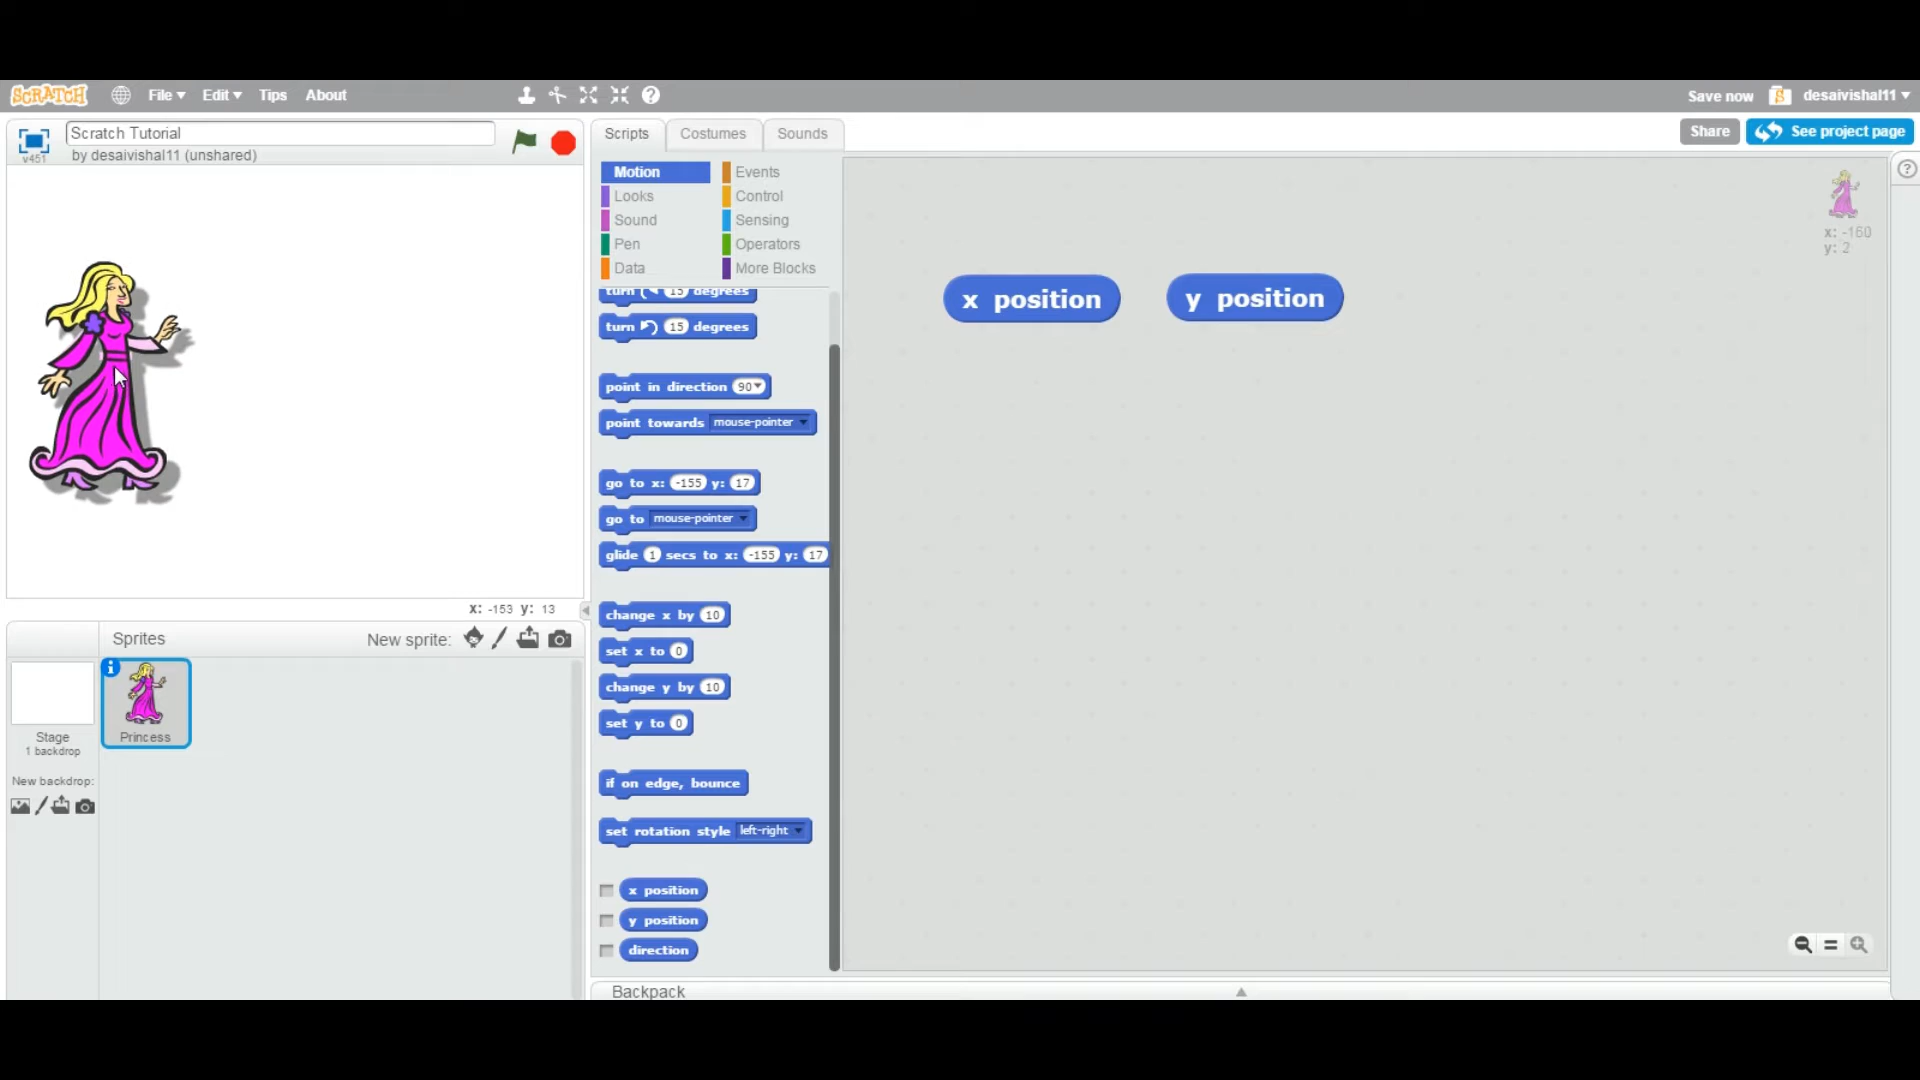 SCRATCH File Edit Tips About Save now desaivishal11
v451 Scratch Tutorial
by desaivishal11 (unshared)
Scripts Costumes Sounds
Share See project page
Motion Events
Looks Control
Sound Sensing
Pen Operators
Data More Blocks
turn 15 degrees
turn 15 degrees
point in direction 90
point towards mouse-pointer
go to x: -155 y: 17
go to mouse-pointer
glide 1 secs to x: -155 y: 17
change x by 10
set x to 0
change y by 10
set y to 0
if on edge, bounce
set rotation style left-right
x position
y position
direction
x position y position
x: -160
y: 2
x: -153 y: 13
Sprites New sprite:
Stage
1 backdrop
New backdrop:
Princess
Backpack